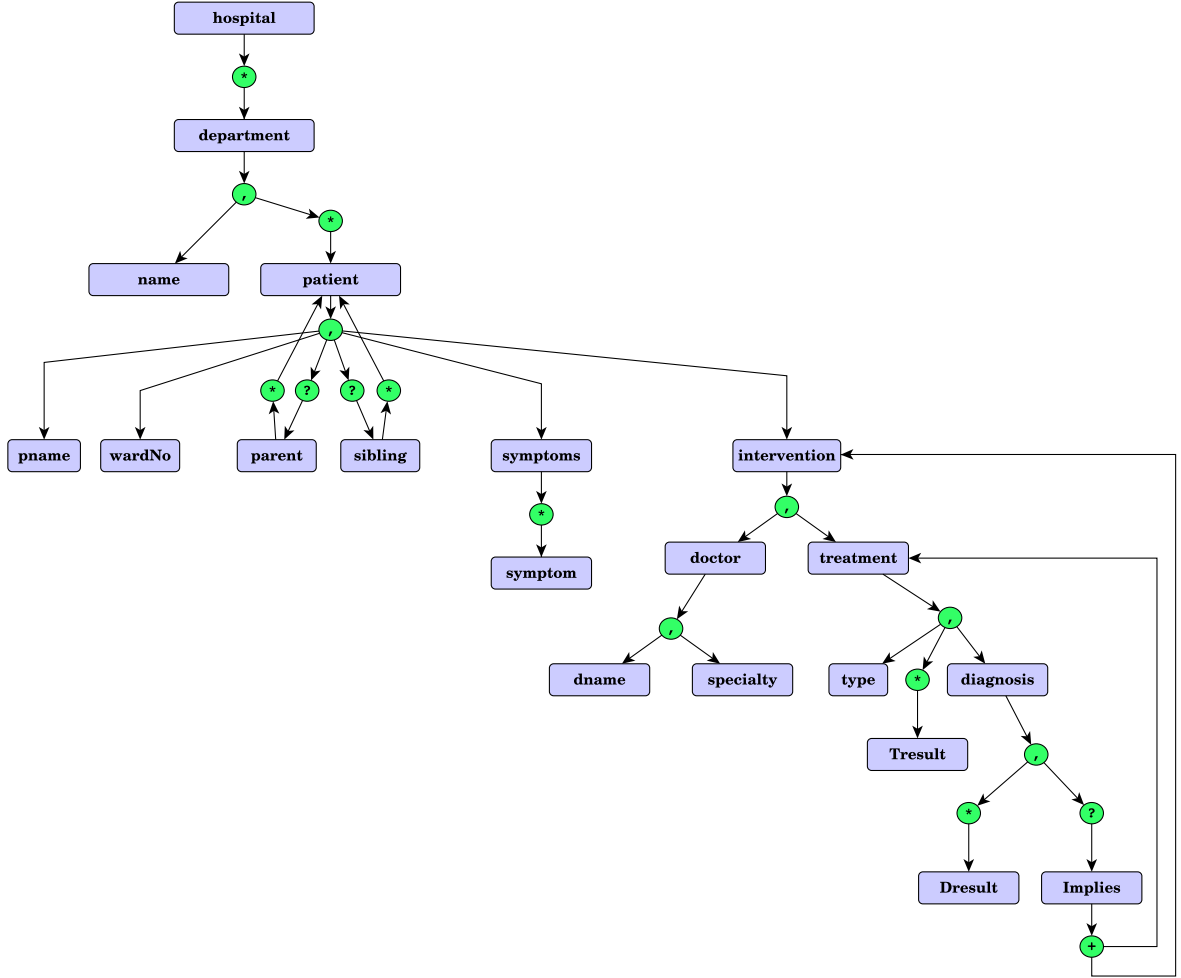 hospital
*
department
,
*
name
patient
,
*
?
?
*
pname
wardNo
parent
sibling
symptoms
intervention
,
*
doctor
treatment
symptom
,
,
dname
specialty
type
*
diagnosis
Tresult
,
*
?
Dresult
Implies
+